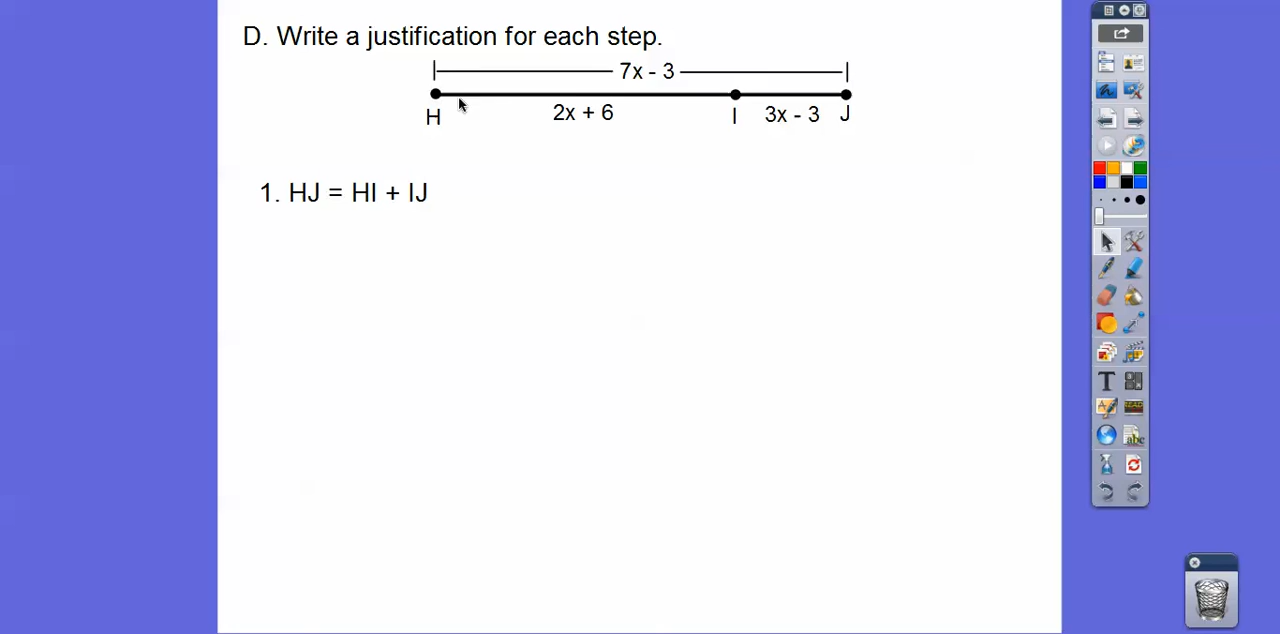 D. Write a justification for each step.
7x - 3
H 2x + 6 I 3x - 3 J
1. HJ = HI + IJ